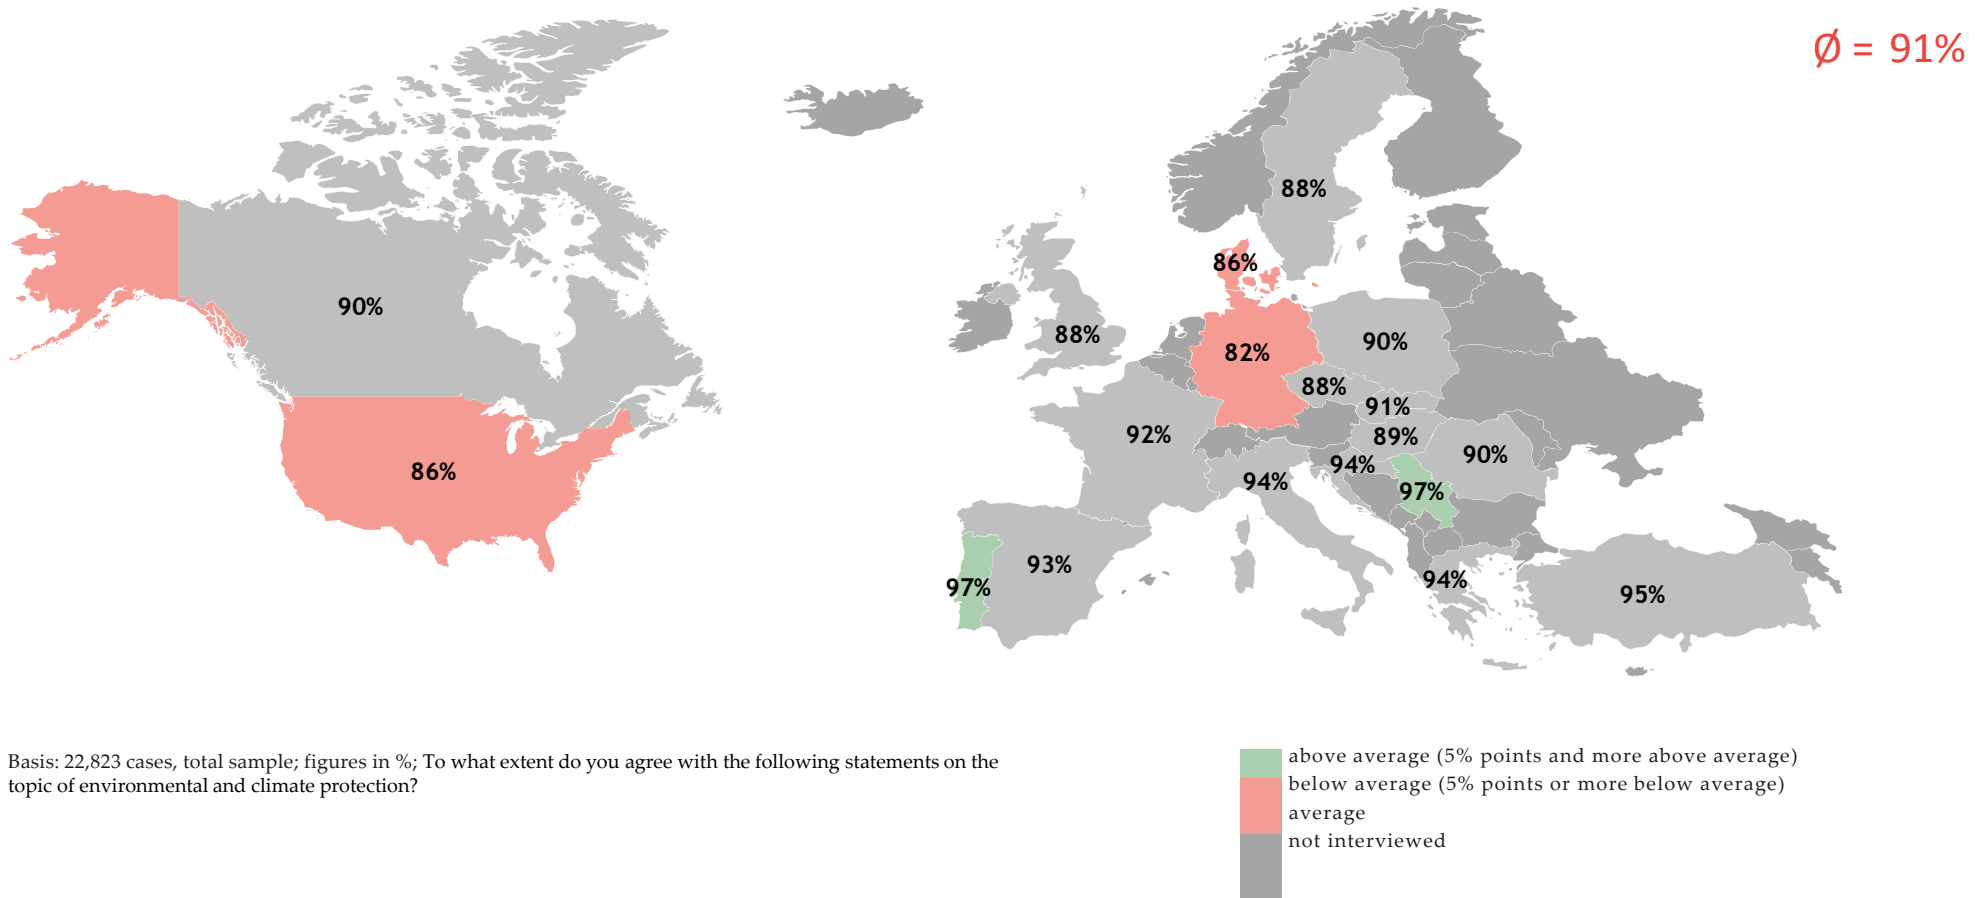 Ø = 91%
88%
86%
90%
88%
90%
82%
88%
91%
92%
89%
90%
94%
86%
94%
97%
93%
94%
97%
95%
Basis: 22,823 cases, total sample; figures in %; To what extent do you agree with the following statements on the
topic of environmental and climate protection?
above average (5% points and more above average)
below average (5% points or more below average)
average
not interviewed